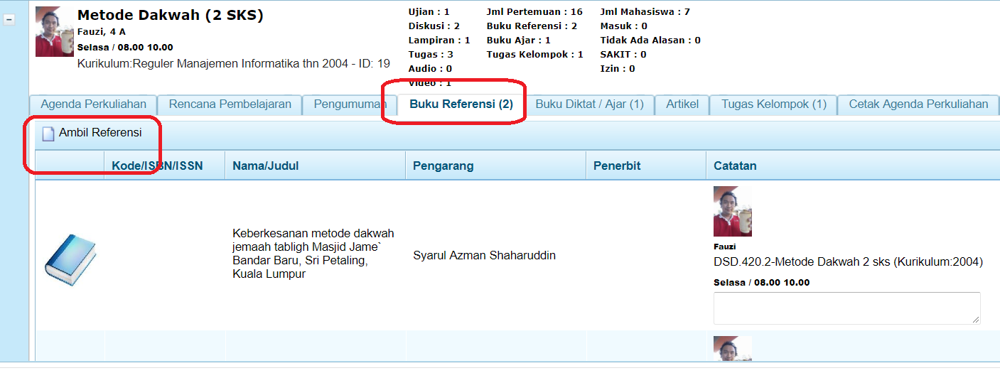 Metode Dakwah (2 SKS)
Fauzi, 4 A
Selasa / 08.00 10.00
Kurikulum:Reguler Manajemen Informatika thn 2004 - ID: 19
Ujian : 1
Diskusi : 2
Lampiran : 1
Tugas : 3
Audio : 0
Video : 1
Jml Pertemuan : 16
Buku Referensi : 2
Buku Ajar : 1
Tugas Kelompok : 1
Jml Mahasiswa : 7
Masuk : 0
Tidak Ada Alasan : 0
SAKIT : 0
Izin : 0
Agenda Perkuliahan Rencana Pembelajaran Pengumuman Buku Referensi (2) Buku Diktat / Ajar (1) Artikel Tugas Kelompok (1) Cetak Agenda Perkuliahan
Ambil Referensi
Kode/ISBN/ISSN Nama/Judul Pengarang Penerbit Catatan
Keberkesanan metode dakwah
jemaah tabligh Masjid Jame`
Bandar Baru, Sri Petaling,
Kuala Lumpur
Syarul Azman Shaharuddin
Fauzi
DSD.420.2-Metode Dakwah 2 sks (Kurikulum:2004)
Selasa / 08.00 10.00